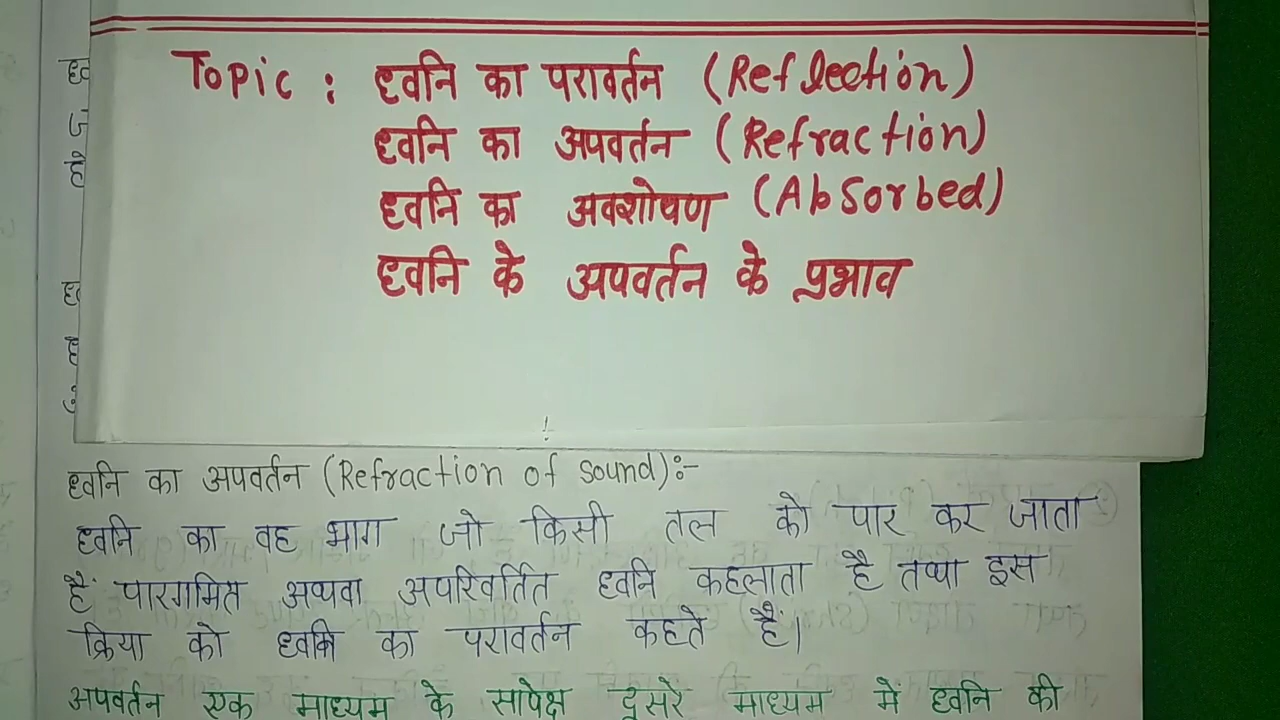 Topic : ध्वनि का परावर्तन (Reflection)
ध्वनि का अपवर्तन (Refraction)
ध्वनि का अवशोषण (Absorbed)
ध्वनि के अपवर्तन के प्रभाव
ध्वनि का अपवर्तन (Refraction of sound):-
ध्वनि का वह भाग जो किसी तल को पार कर जाता
है पारगमित अथवा अपरिवर्तित ध्वनि कहलाता है तथा इस
क्रिया को ध्वनि का परावर्तन कहते हैं।
अपवर्तन एक माध्यम के सापेक्ष दूसरे माध्यम में ध्वनि की